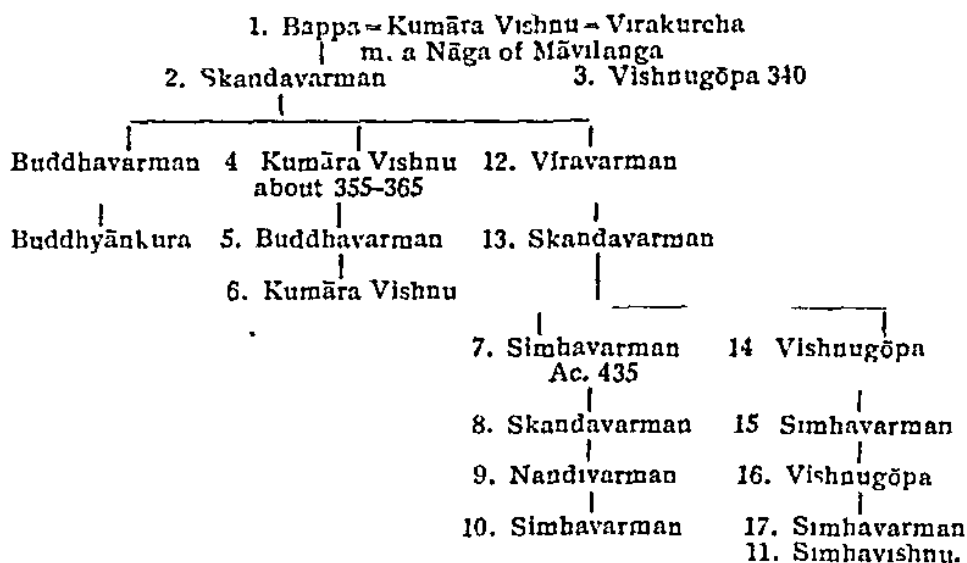 1. Bappa = Kumāra Vishnu = Virakurcha
m. a Nāga of Māvilanga
2. Skandavarman 3. Vishnugōpa 340
Buddhavarman 4 Kumāra Vishnu 12. Viravarman
about 355-365
Buddhyānkura 5. Buddhavarman 13. Skandavarman
6. Kumāra Vishnu
7. Simhavarman 14 Vishnugōpa
Ac. 435
8. Skandavarman 15 Simhavarman
9. Nandivarman 16. Vishnugōpa
10. Simhavarman 17. Simhavarman
11. Simhavishnu.